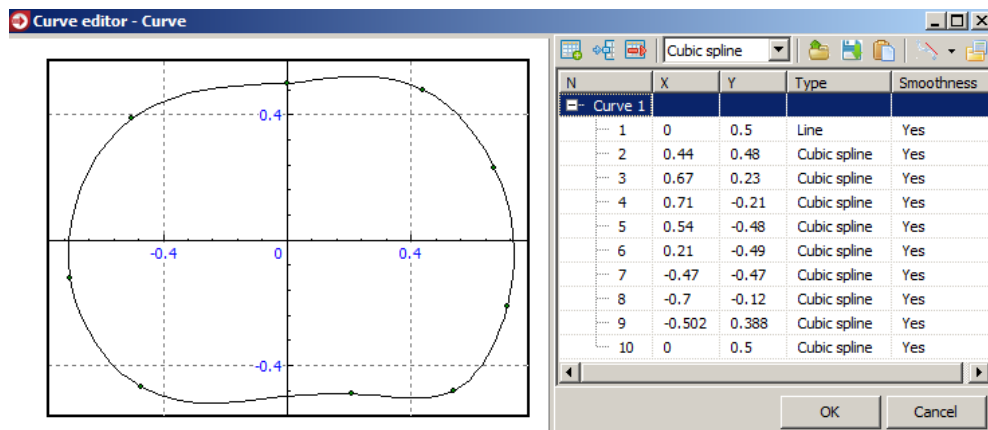 Curve editor - Curve
Cubic spline
0.4
-0.4 0 0.4
-0.4
N X Y Type Smoothness
Curve 1
1 0 0.5 Line Yes
2 0.44 0.48 Cubic spline Yes
3 0.67 0.23 Cubic spline Yes
4 0.71 -0.21 Cubic spline Yes
5 0.54 -0.48 Cubic spline Yes
6 0.21 -0.49 Cubic spline Yes
7 -0.47 -0.47 Cubic spline Yes
8 -0.7 -0.12 Cubic spline Yes
9 -0.502 0.388 Cubic spline Yes
10 0 0.5 Cubic spline Yes
OK Cancel